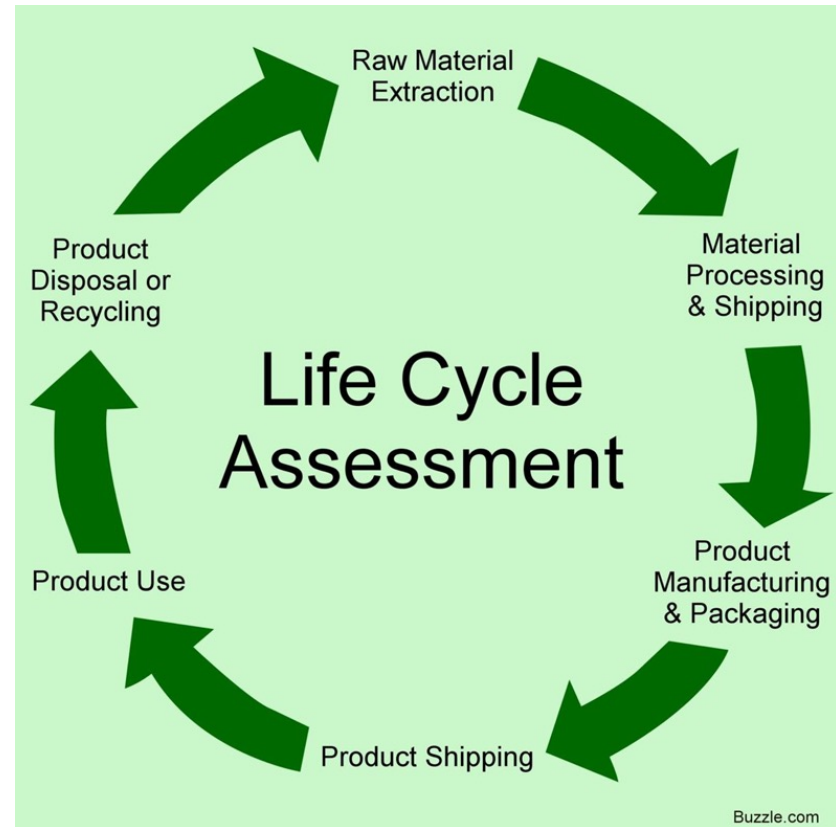 Raw Material
Extraction
Material
Processing
& Shipping
Product
Manufacturing
& Packaging
Product Shipping
Product Use
Product
Disposal or
Recycling
Life Cycle
Assessment
Buzzle.com